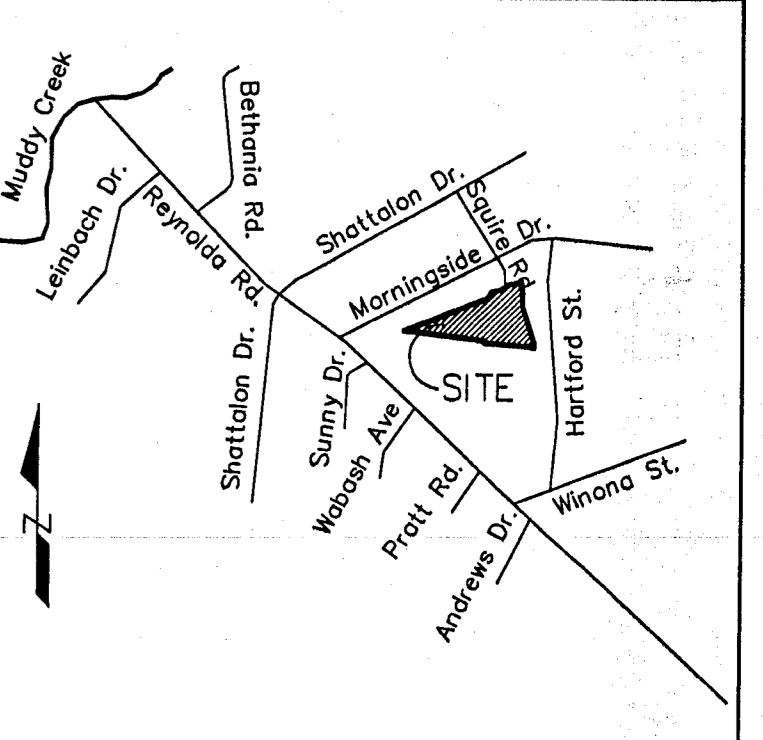 Muddy Creek
Bethania Rd.
Leinbach Dr.
Reynolda Rd.
Shattalon Dr.
Squire Rd.
Morningside Dr.
Hartford St.
SITE
Shattalon Dr.
Sunny Dr.
Wabash Ave
Pratt Rd.
Andrews Dr.
Winona St.
N